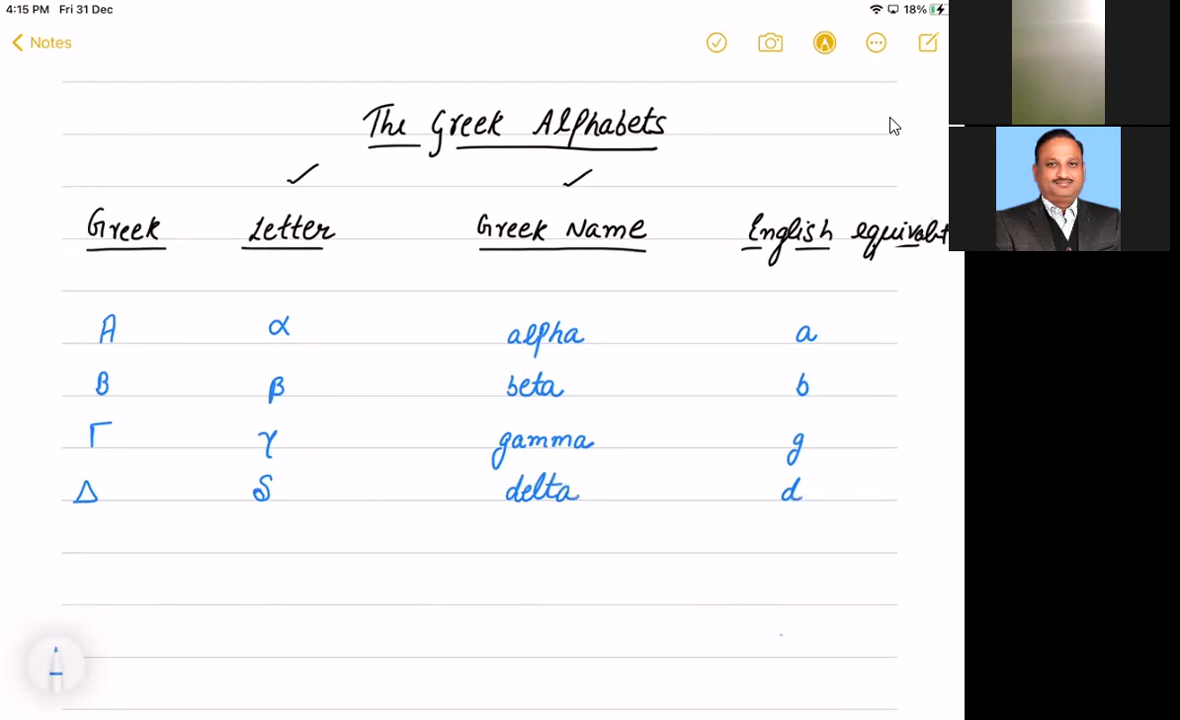 4:15 PM Fri 31 Dec 18%
Notes
The Greek Alphabets
Greek Letter Greek Name English
A α alpha a
B β beta b
Γ γ gamma g
Δ δ delta d